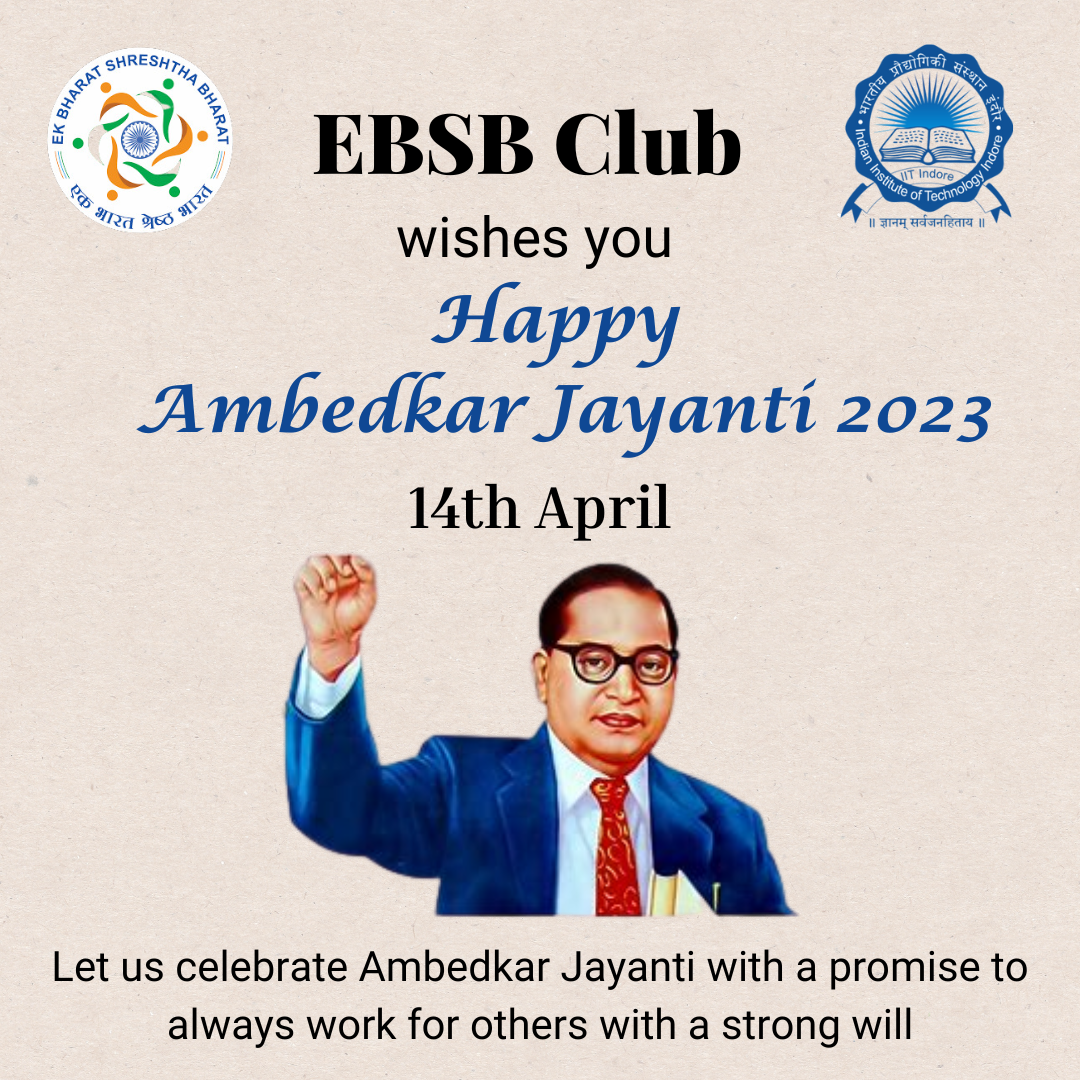 EK BHARAT SHRESHTHA BHARAT
एक भारत श्रेष्ठ भारत
भारतीय प्रौद्योगिकी संस्थान इंदौर
IIT Indore
Indian Institute of Technology Indore
॥ ज्ञानम् सर्वजनहिताय ॥
EBSB Club
wishes you
Happy
Ambedkar Jayanti 2023
14th April
Let us celebrate Ambedkar Jayanti with a promise to
always work for others with a strong will